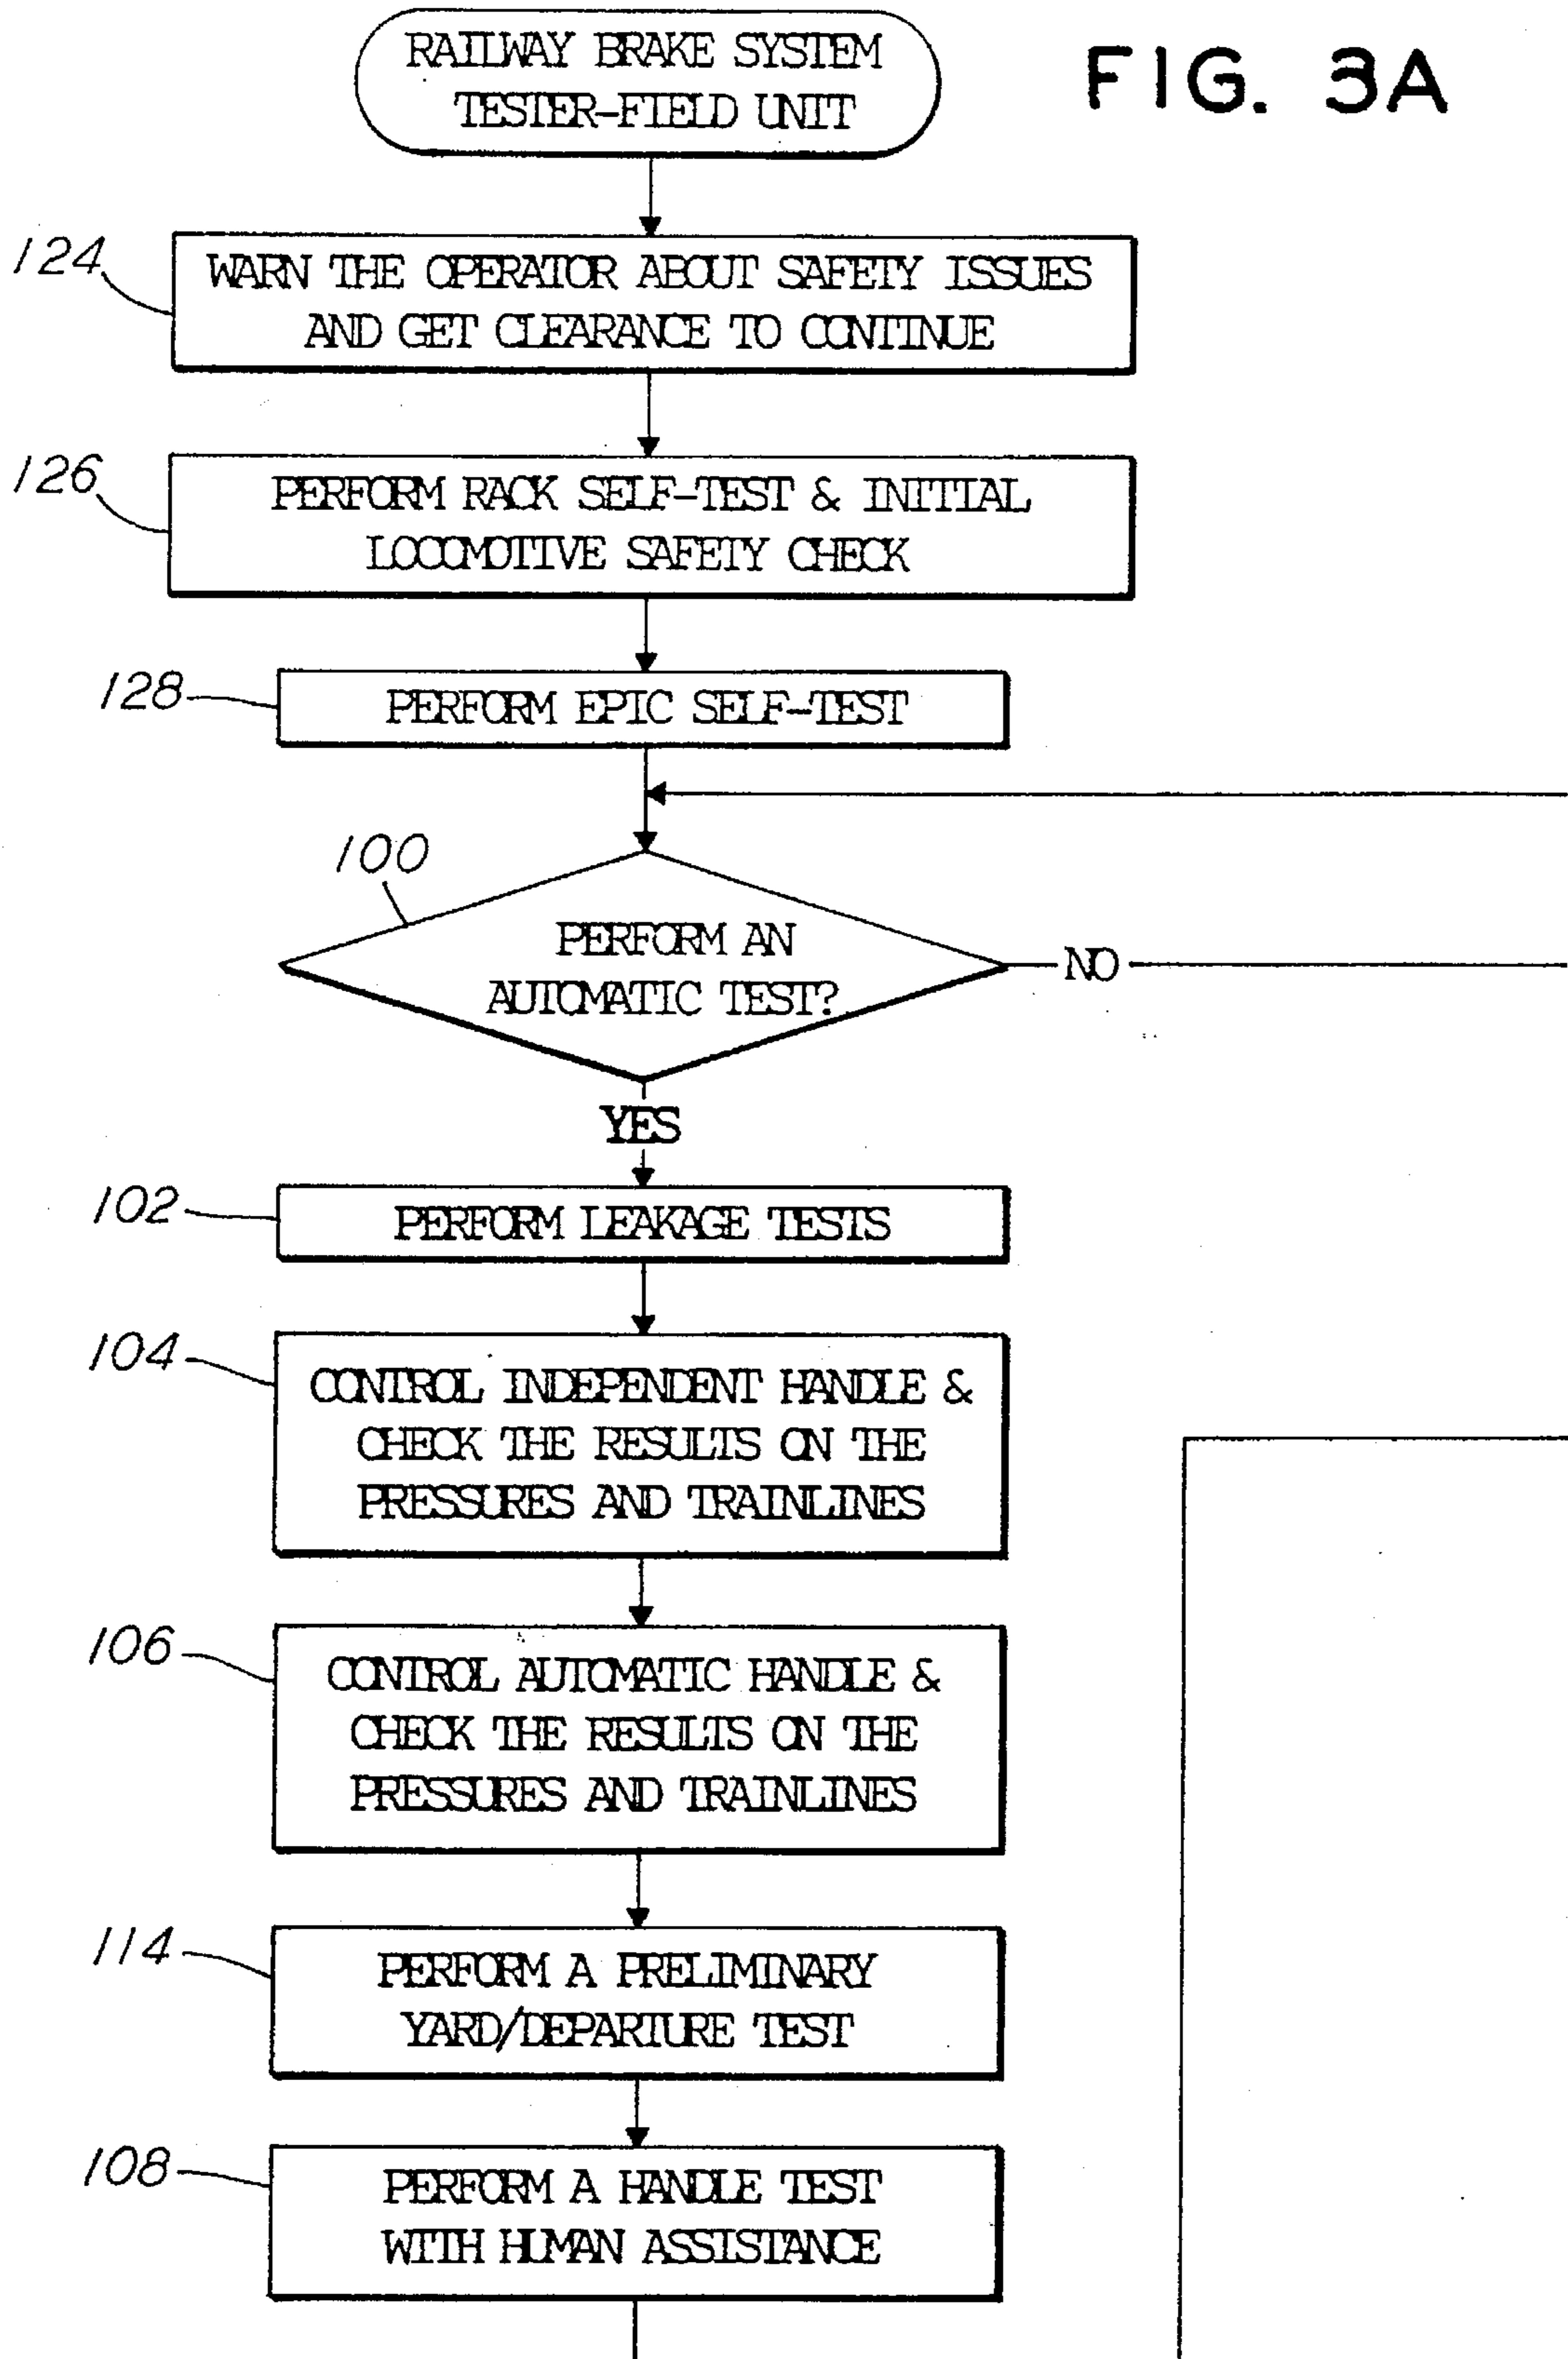 RAILWAY BRAKE SYSTEM
TESTER-FIELD UNIT
FIG. 3A
124
WARN THE OPERATOR ABOUT SAFETY ISSUES
AND GET CLEARANCE TO CONTINUE
126
PERFORM RACK SELF-TEST & INITIAL
LOCOMOTIVE SAFETY CHECK
128
PERFORM EPIC SELF-TEST
100
PERFORM AN
AUTOMATIC TEST?
NO
YES
102
PERFORM LEAKAGE TESTS
104
CONTROL INDEPENDENT HANDLE &
CHECK THE RESULTS ON THE
PRESSURES AND TRAINLINES
106
CONTROL AUTOMATIC HANDLE &
CHECK THE RESULTS ON THE
PRESSURES AND TRAINLINES
114
PERFORM A PRELIMINARY
YARD/DEPARTURE TEST
108
PERFORM A HANDLE TEST
WITH HUMAN ASSISTANCE